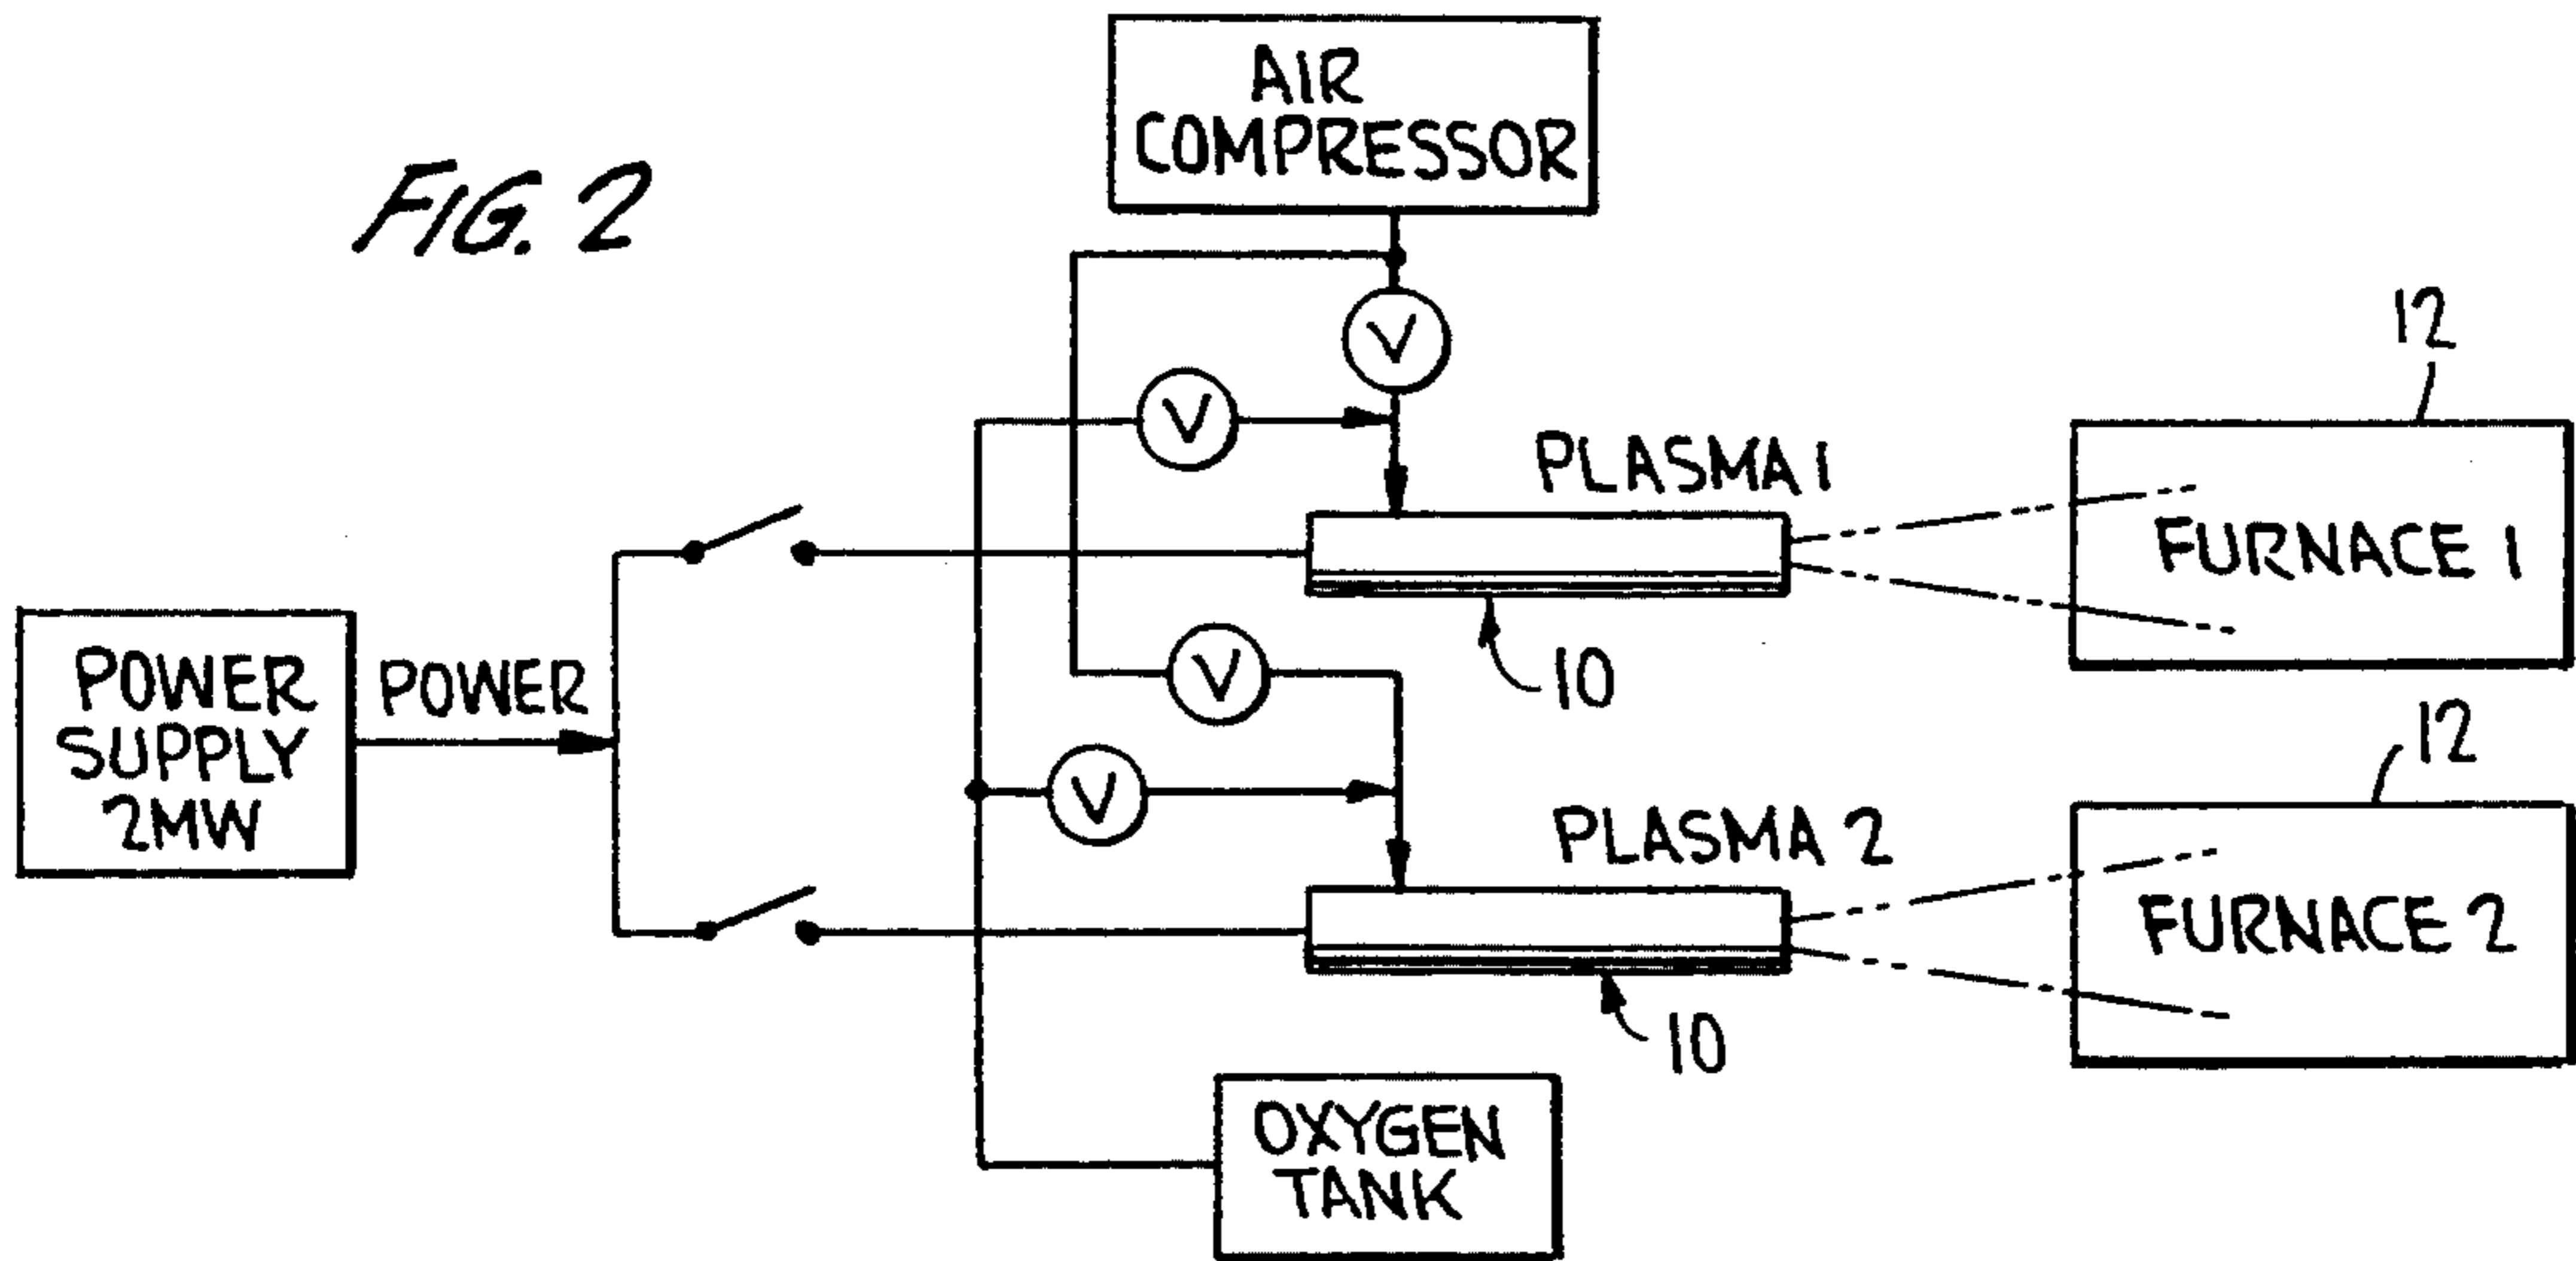 FIG. 2
AIR
COMPRESSOR
V
V
12
PLASMA 1
FURNACE 1
10
POWER
SUPPLY
2MW
POWER
V
V
12
PLASMA 2
FURNACE 2
10
OXYGEN
TANK